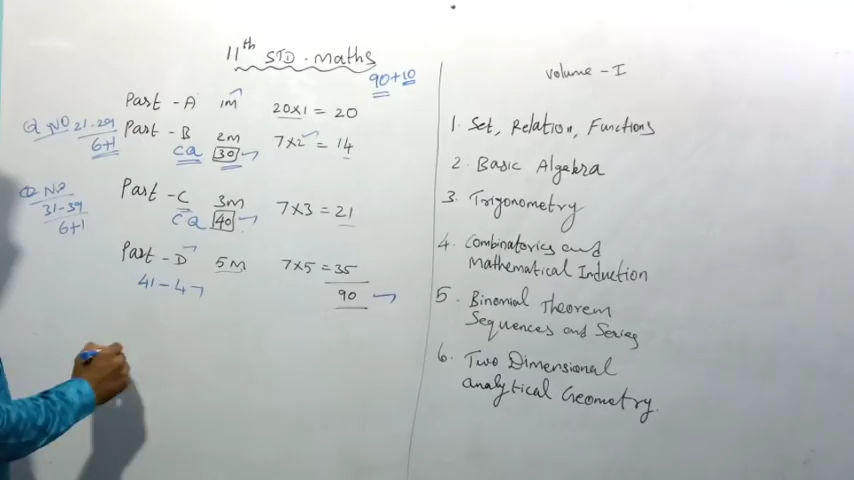 11th STD. Maths
90+10
Part - A 1M 20x1 = 20
Q NO 21-29 Part - B 2M 7x2 = 14
6+1 CQ 30
Q NO Part - C 3M 7x3 = 21
31-39 CQ 40
6+1
Part - D 5M 7x5 = 35
41-47 90
Volume - I
1. Set, Relation, Functions
2. Basic Algebra
3. Trigonometry
4. Combinatorics and
Mathematical Induction
5. Binomial Theorem
Sequences and Series
6. Two Dimensional
analytical Geometry.